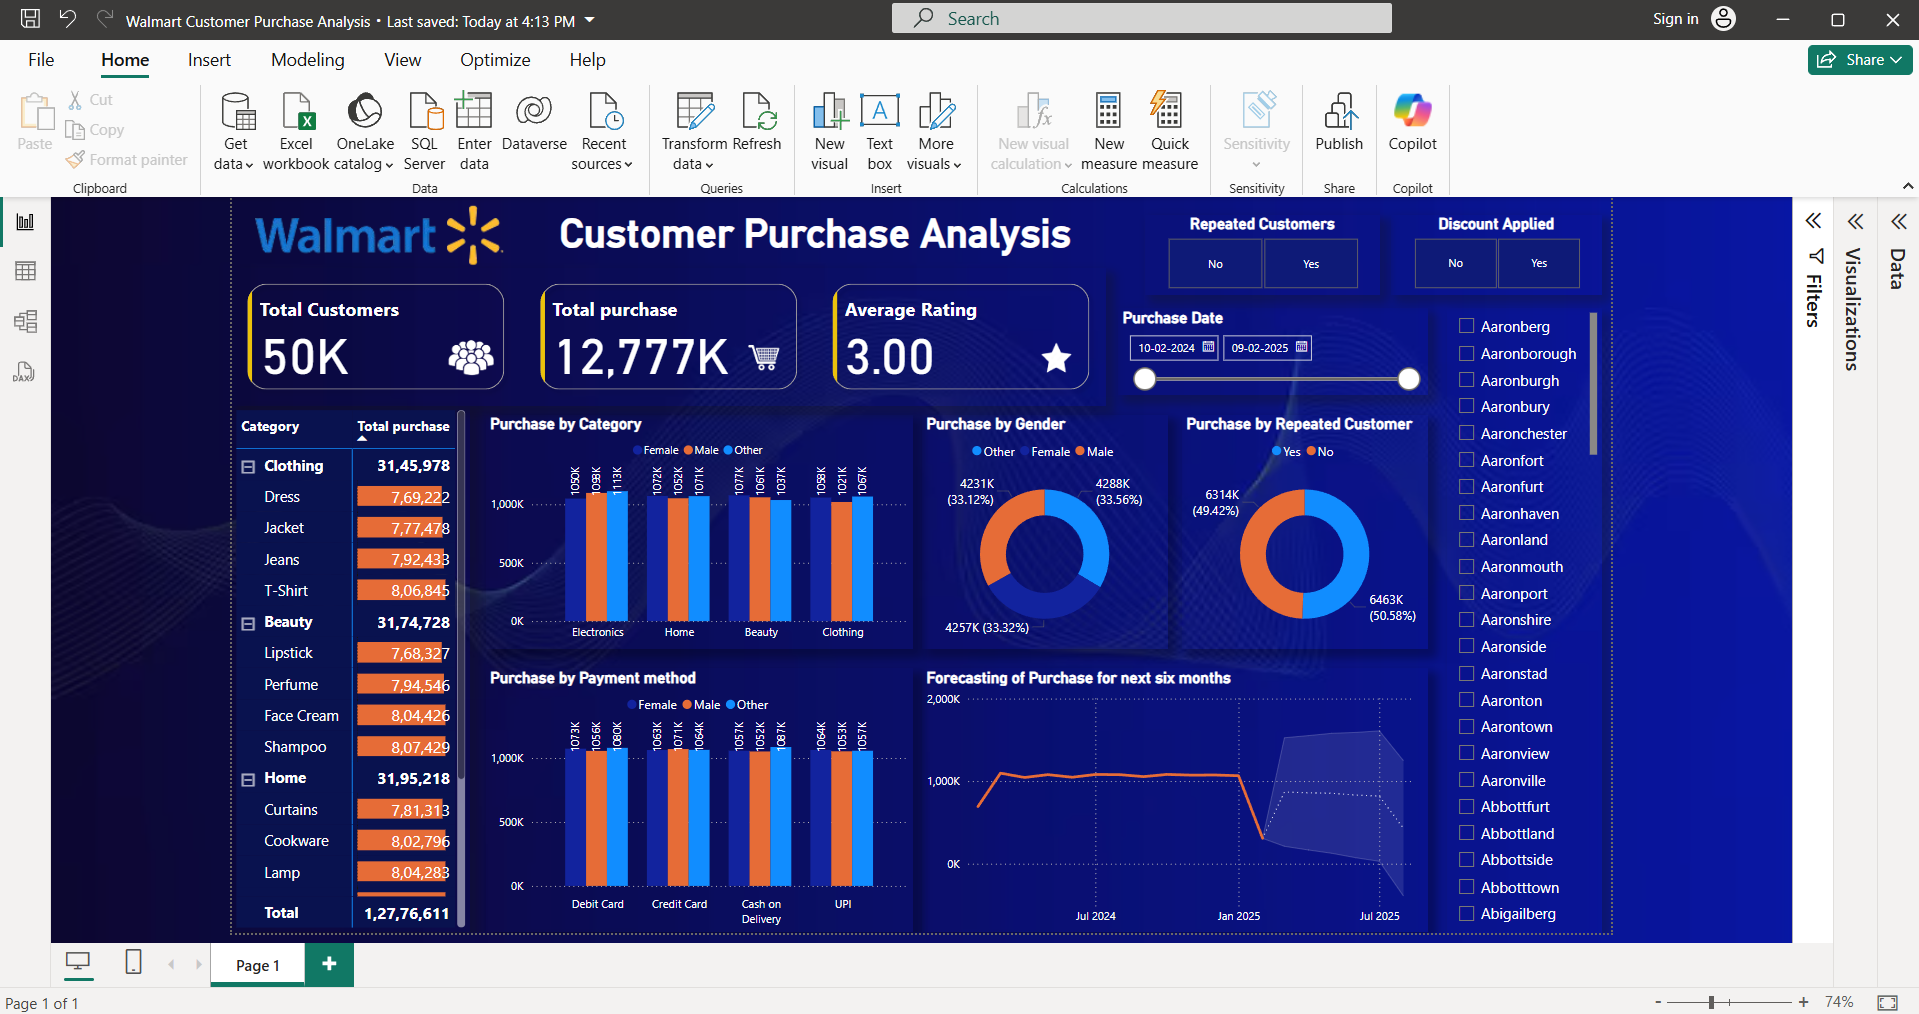 Walmart Customer Purchase Analysis • Last saved: Today at 4:13 PM
Search
Sign in
File
Home
Insert
Modeling
View
Optimize
Help
Share
Paste
Cut
Copy
Format painter
Clipboard
Get data
Excel workbook
OneLake catalog
SQL Server
Enter data
Dataverse
Recent sources
Data
Transform data
Refresh
Queries
New visual
Text box
More visuals
Insert
New visual calculation
New measure
Quick measure
Calculations
Sensitivity
Sensitivity
Publish
Share
Copilot
Copilot
Walmart
Customer Purchase Analysis
Repeated Customers
No
Yes
Discount Applied
No
Yes
Total Customers
50K
Total purchase
12,777K
Average Rating
3.00
Purchase Date
10-02-2024
09-02-2025
Category Total purchase
Clothing 31,45,978
Dress 7,69,222
Jacket 7,77,478
Jeans 7,92,433
T-Shirt 8,06,845
Beauty 31,74,728
Lipstick 7,68,327
Perfume 7,94,546
Face Cream 8,04,426
Shampoo 8,07,429
Home 31,95,218
Curtains 7,81,313
Cookware 8,02,796
Lamp 8,04,283
Total 1,27,76,611
Purchase by Category
Female Male Other
1050K 1099K 1113K 1072K 1052K 1071K 1077K 1061K 1037K 1058K 1021K 1067K
1,000K
500K
0K
Electronics Home Beauty Clothing
Purchase by Gender
Other Female Male
4231K (33.12%)
4288K (33.56%)
4257K (33.32%)
Purchase by Repeated Customer
Yes No
6314K (49.42%)
6463K (50.58%)
Purchase by Payment method
Female Male Other
1073K 1056K 1080K 1063K 1071K 1064K 1057K 1052K 1087K 1064K 1053K 1057K
1,000K
500K
0K
Debit Card Credit Card Cash on Delivery UPI
Forecasting of Purchase for next six months
2,000K
1,000K
0K
Jul 2024 Jan 2025 Jul 2025
Aaronberg
Aaronborough
Aaronburgh
Aaronbury
Aaronchester
Aaronfort
Aaronfurt
Aaronhaven
Aaronland
Aaronmouth
Aaronport
Aaronshire
Aaronside
Aaronstad
Aaronton
Aarontown
Aaronview
Aaronville
Abbottfurt
Abbottland
Abbottside
Abbotttown
Abigailberg
Filters
Visualizations
Data
DAX
Page 1
Page 1 of 1
74%